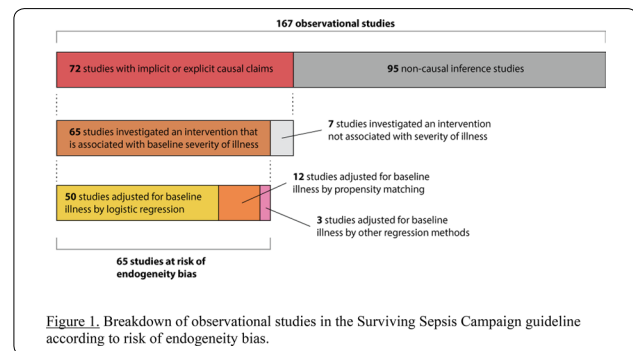 167 observational studies
72 studies with implicit or explicit causal claims
95 non-causal inference studies
65 studies investigated an intervention that
is associated with baseline severity of illness
7 studies investigated an intervention
not associated with severity of illness
50 studies adjusted for baseline
illness by logistic regression
12 studies adjusted for baseline
illness by propensity matching
3 studies adjusted for baseline
illness by other regression methods
65 studies at risk of
endogeneity bias
Figure 1. Breakdown of observational studies in the Surviving Sepsis Campaign guideline
according to risk of endogeneity bias.